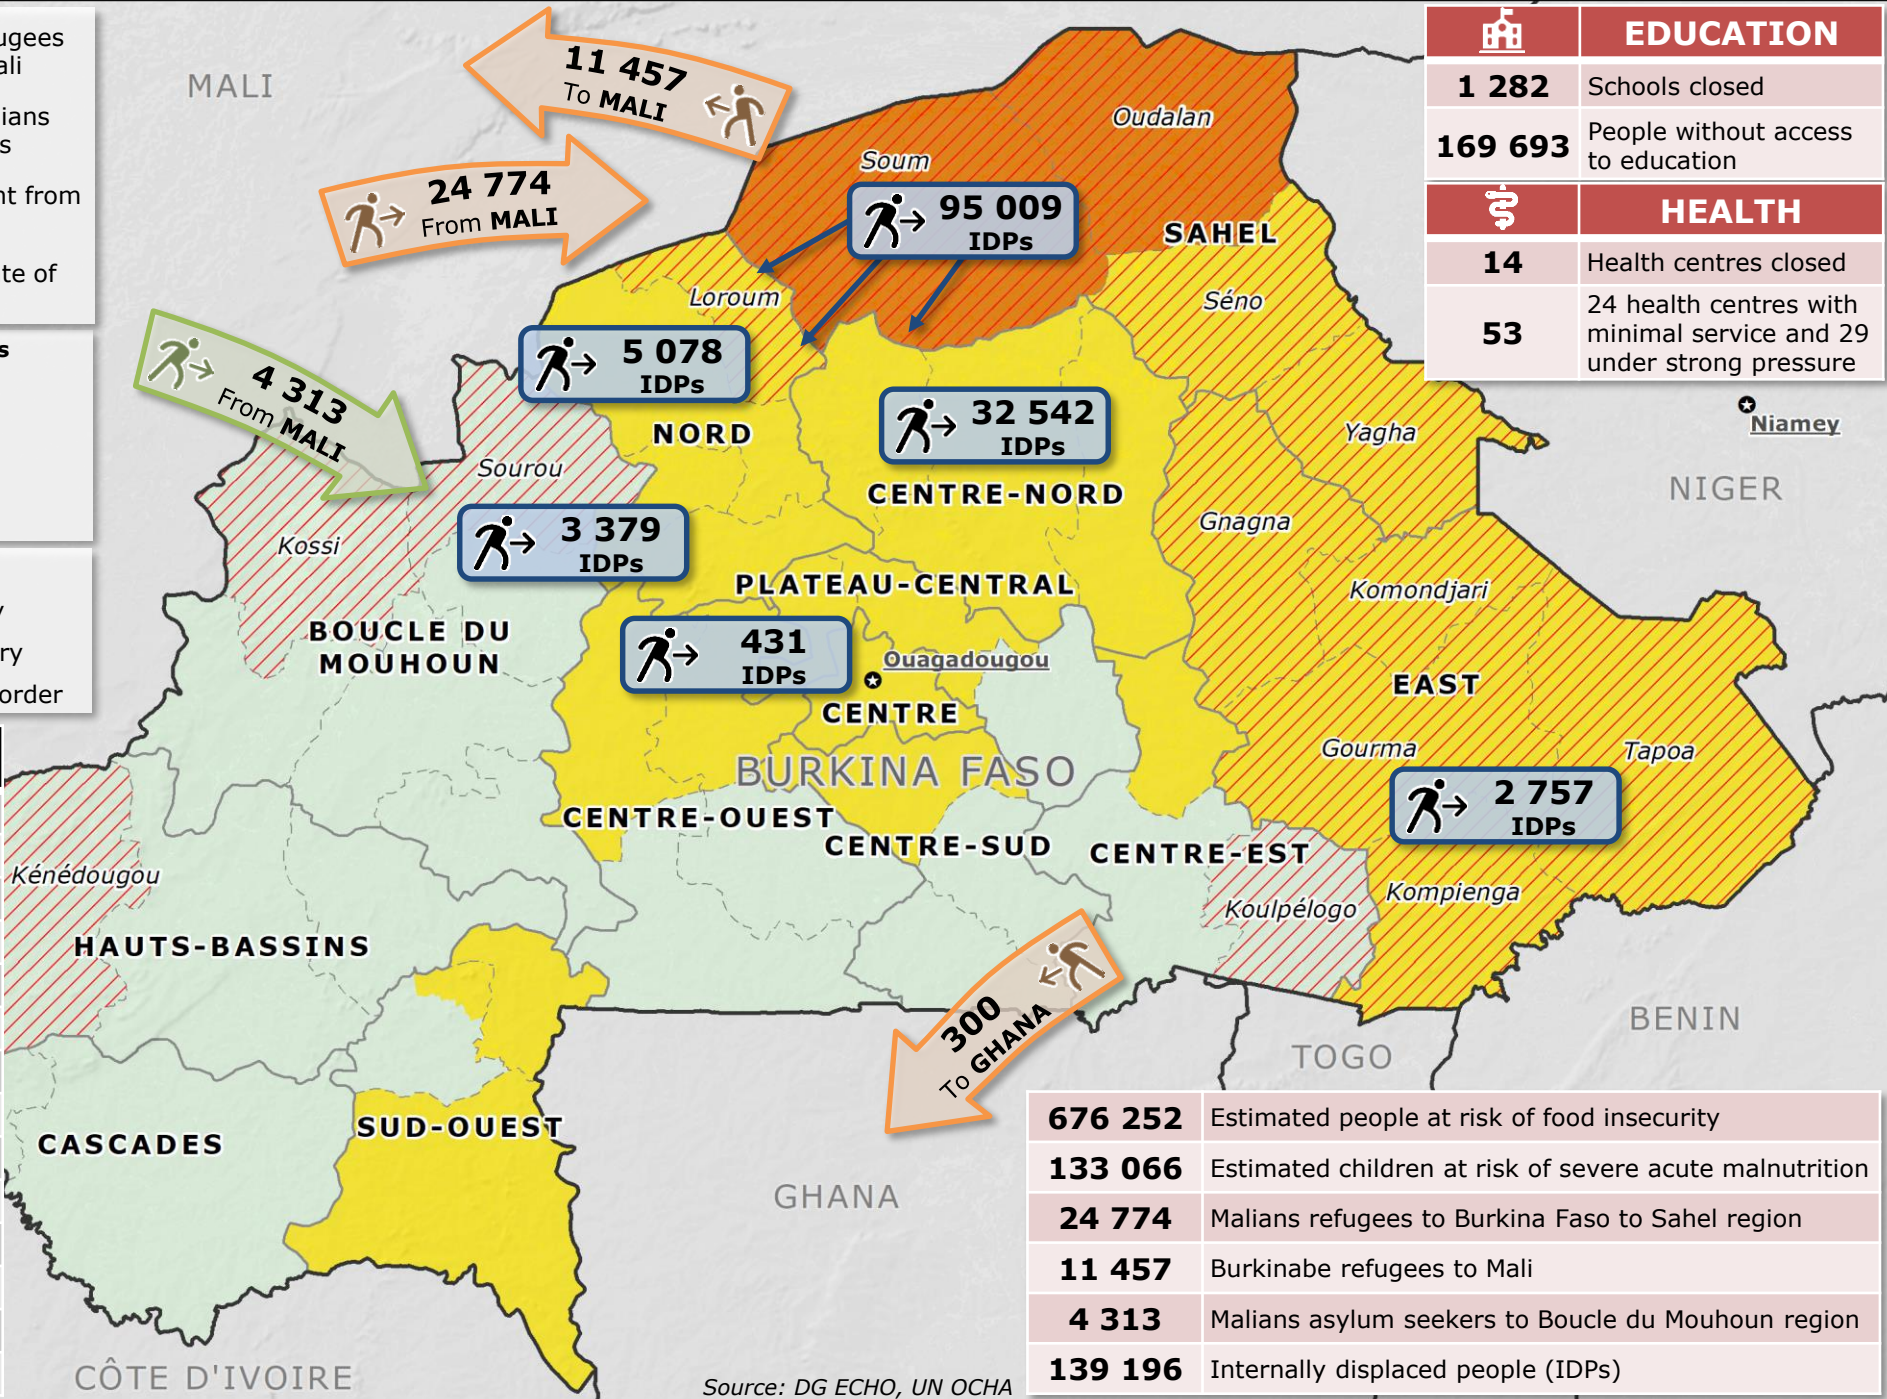 ugees
ali
ians
s
nt from
te of
s
y
ry
order
MALI
11 457
To MALI
24 774
From MALI
4 313
From MALI
Oudalan
Soum
95 009
IDPs
SAHEL
Loroum
Séno
5 078
IDPs
NORD
32 542
IDPs
CENTRE-NORD
Yagha
Sourou
Gnagna
Kossi
3 379
IDPs
Komondjari
PLATEAU-CENTRAL
BOUCLE DU
MOUHOUN
431
IDPs
Ouagadougou
EAST
CENTRE
Gourma
Tapoa
BURKINA FASO
2 757
IDPs
CENTRE-OUEST
CENTRE-SUD
CENTRE-EST
Kénédougou
Kompienga
Koulpélogo
HAUTS-BASSINS
300
To GHANA
SUD-OUEST
CASCADES
NIGER
Niamey
BENIN
TOGO
GHANA
CÔTE D'IVOIRE
EDUCATION
1 282 Schools closed
169 693 People without access
to education
HEALTH
14 Health centres closed
53 24 health centres with
minimal service and 29
under strong pressure
676 252 Estimated people at risk of food insecurity
133 066 Estimated children at risk of severe acute malnutrition
24 774 Malians refugees to Burkina Faso to Sahel region
11 457 Burkinabe refugees to Mali
4 313 Malians asylum seekers to Boucle du Mouhoun region
139 196 Internally displaced people (IDPs)
Source: DG ECHO, UN OCHA